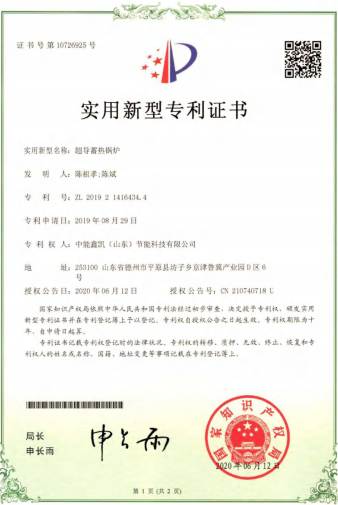 证书号第10726925号
实用新型专利证书
实用新型名称：超导蓄热锅炉
发 明 人：陈祖孝;陈斌
专 利 号：ZL 2019 2 1416434.4
专利申请日：2019年08月29日
专 利 权 人：中能鑫凯（山东）节能科技有限公司
地 址：253100 山东省德州市平原县坊子乡京津鲁冀产业园D区6
号
授权公告日：2020年06月12日 授权公告号：CN 210740718 U
国家知识产权局依照中华人民共和国专利法经过初步审查，决定授予专利权，颁发实用
新型专利证书并在专利登记簿上予以登记。专利权自授权公告之日起生效。专利权期限为十
年，自申请日起算。
专利证书记载专利权登记时的法律状况。专利权的转移、质押、无效、终止、恢复和专
利权人的姓名或名称、国籍、地址变更等事项记载在专利登记簿上。
局长
申长雨
申长雨
国家知识产权局
2020年06月12日
第 1 页 (共 2 页)